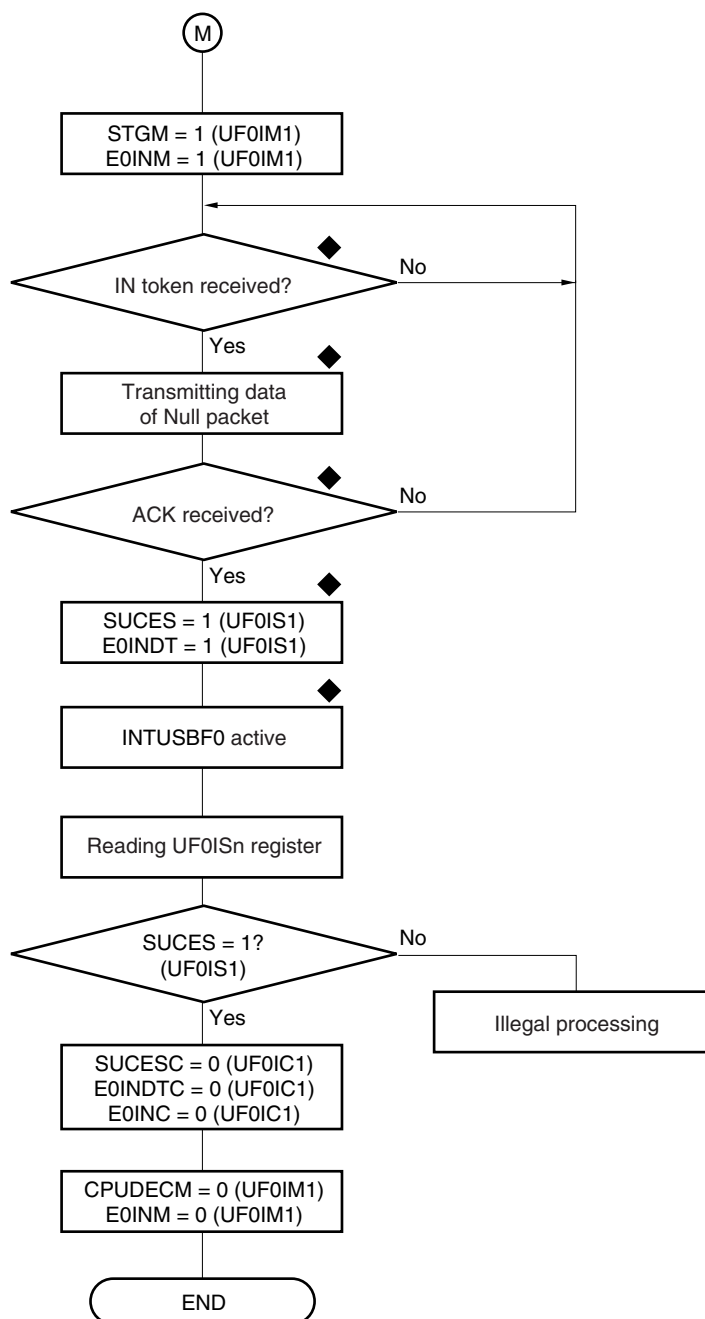 M
STGM = 1 (UF0IM1)
E0INM = 1 (UF0IM1)
IN token received?
No
Yes
Transmitting data
of Null packet
ACK received?
No
Yes
SUCES = 1 (UF0IS1)
E0INDT = 1 (UF0IS1)
INTUSBF0 active
Reading UF0ISn register
SUCES = 1?
(UF0IS1)
No
Illegal processing
Yes
SUCESC = 0 (UF0IC1)
E0INDTC = 0 (UF0IC1)
E0INC = 0 (UF0IC1)
CPUDECM = 0 (UF0IM1)
E0INM = 0 (UF0IM1)
END